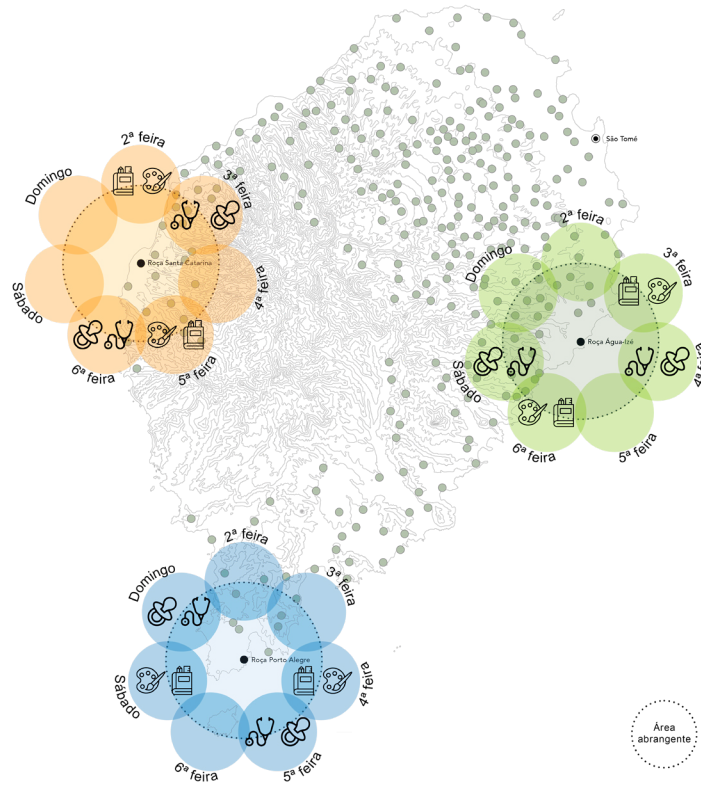 São Tomé
2ª feira
3ª feira
4ª feira
5ª feira
6ª feira
Sábado
Domingo
Roça Santa Catarina
2ª feira
3ª feira
4ª feira
5ª feira
6ª feira
Sábado
Domingo
Roça Água-Izé
2ª feira
3ª feira
4ª feira
5ª feira
6ª feira
Sábado
Domingo
Roça Porto Alegre
Área
abrangente